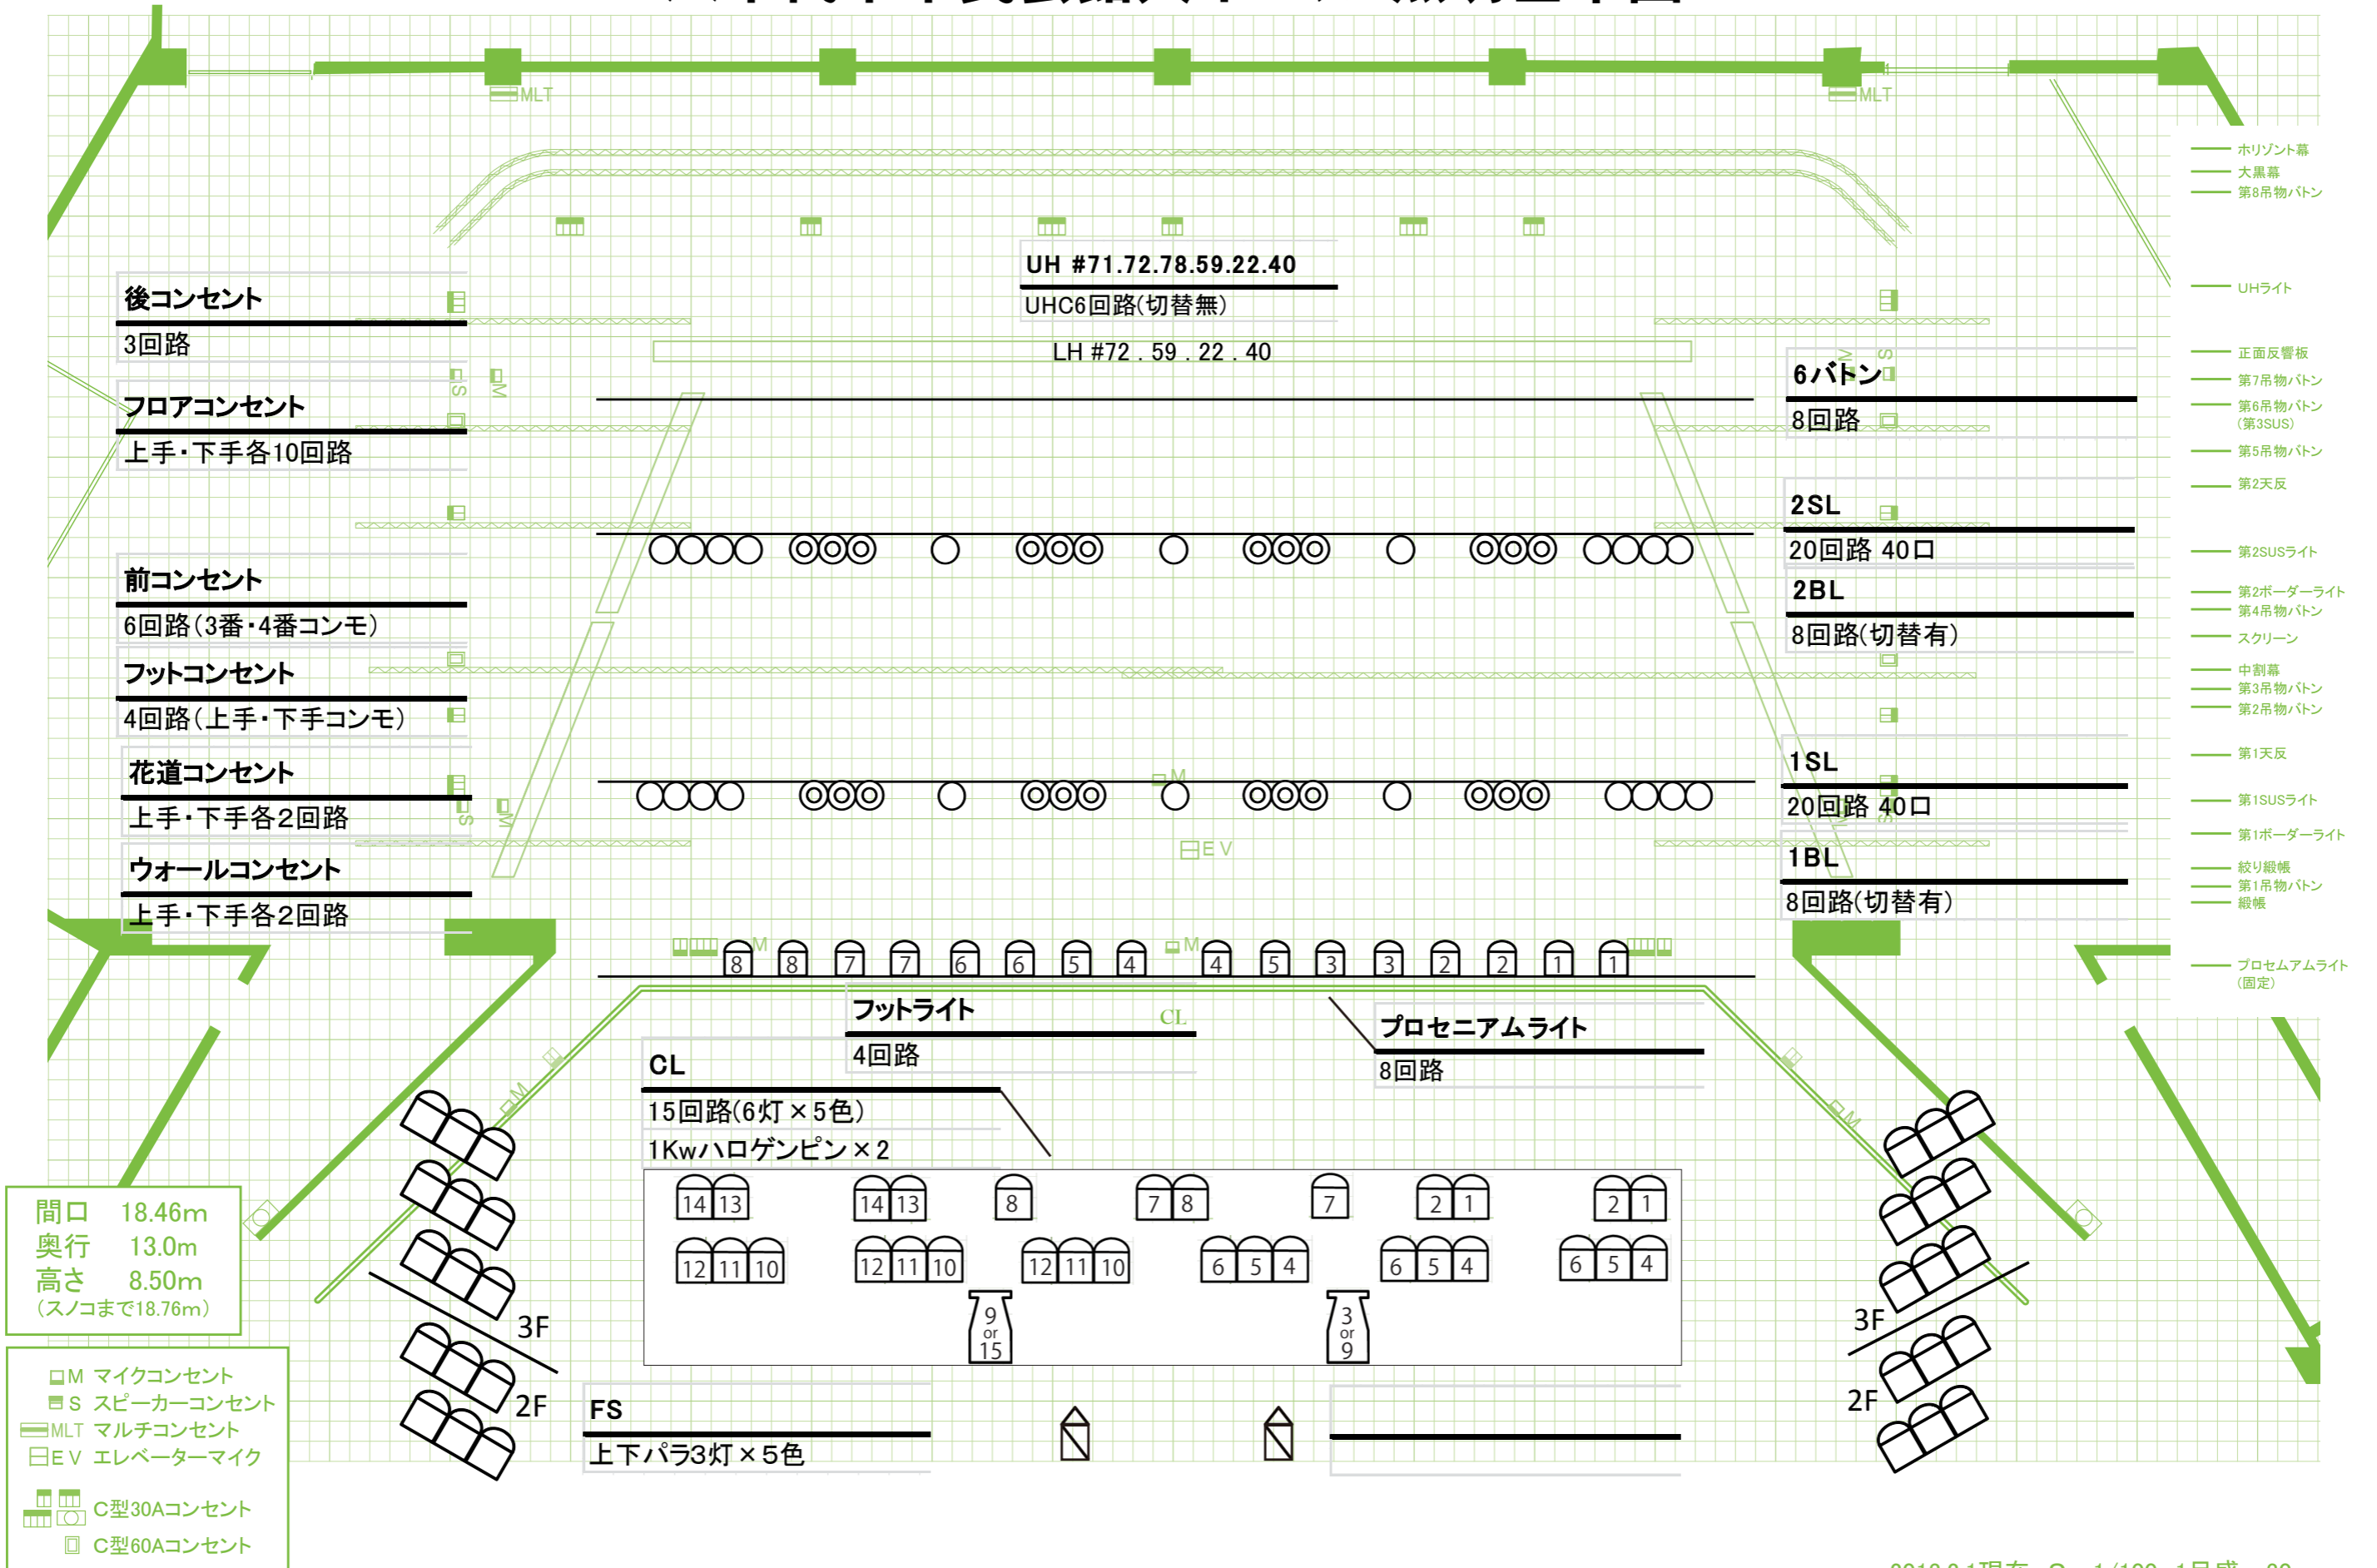 MLT
MLT
ホリゾント幕
大黒幕
第8吊物バトン
UHライト
正面反響板
第7吊物バトン
第6吊物バトン
(第3SUS)
第5吊物バトン
第2天反
第2SUSライト
第2ボーダーライト
第4吊物バトン
スクリーン
中割幕
第3吊物バトン
第2吊物バトン
第1天反
第1SUSライト
第1ボーダーライト
絞り緞帳
第1吊物バトン
緞帳
プロセムアムライト
(固定)
UH #71.72.78.59.22.40
UHC6回路(切替無)
LH #72 . 59 . 22 . 40
後コンセント
3回路
フロアコンセント
上手・下手各10回路
前コンセント
6回路(3番・4番コンモ)
フットコンセント
4回路(上手・下手コンモ)
花道コンセント
上手・下手各2回路
ウォールコンセント
上手・下手各2回路
S M
M S
6バトン
8回路
2SL
20回路 40口
2BL
8回路(切替有)
1SL
20回路 40口
1BL
8回路(切替有)
S M
M
M S
E V
M
M
8 8 7 7 6 6 5 4 4 5 3 3 2 2 1 1
フットライト
4回路
CL
プロセニアムライト
8回路
CL
15回路(6灯×5色)
1Kwハロゲンピン×2
M
M
14 13 14 13 8 7 8 7 2 1 2 1
12 11 10 12 11 10 12 11 10 6 5 4 6 5 4 6 5 4
9 or 15
3 or 9
3F
2F
3F
2F
FS
上下パラ3灯×5色
間口 18.46m
奥行 13.0m
高さ 8.50m
(スノコまで18.76m)
M マイクコンセント
S スピーカーコンセント
MLT マルチコンセント
E V エレベーターマイク
C型30Aコンセント
C型60Aコンセント